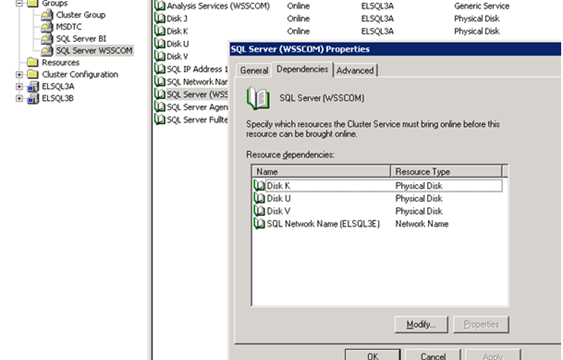 Groups
Cluster Group
MSDTC
SQL Server BI
SQL Server WSSCOM
Resources
Cluster Configuration
ELSQL3A
ELSQL3B
Analysis Services (WSSCOM) Online ELSQL3A Generic Service
Disk J Online ELSQL3A Physical Disk
Disk K Online ELSQL3A Physical Disk
Disk U
Disk V
SQL IP Address 1
SQL Network Nar
SQL Server (WSS
SQL Server Agen
SQL Server Fullte
SQL Server (WSSCOM) Properties
General Dependencies Advanced
SQL Server (WSSCOM)
Specify which resources the Cluster Service must bring online before this
resource can be brought online.
Resource dependencies:
Name Resource Type
Disk K Physical Disk
Disk U Physical Disk
Disk V Physical Disk
SQL Network Name (ELSQL3E) Network Name
Modify... Properties
OK Cancel Apply